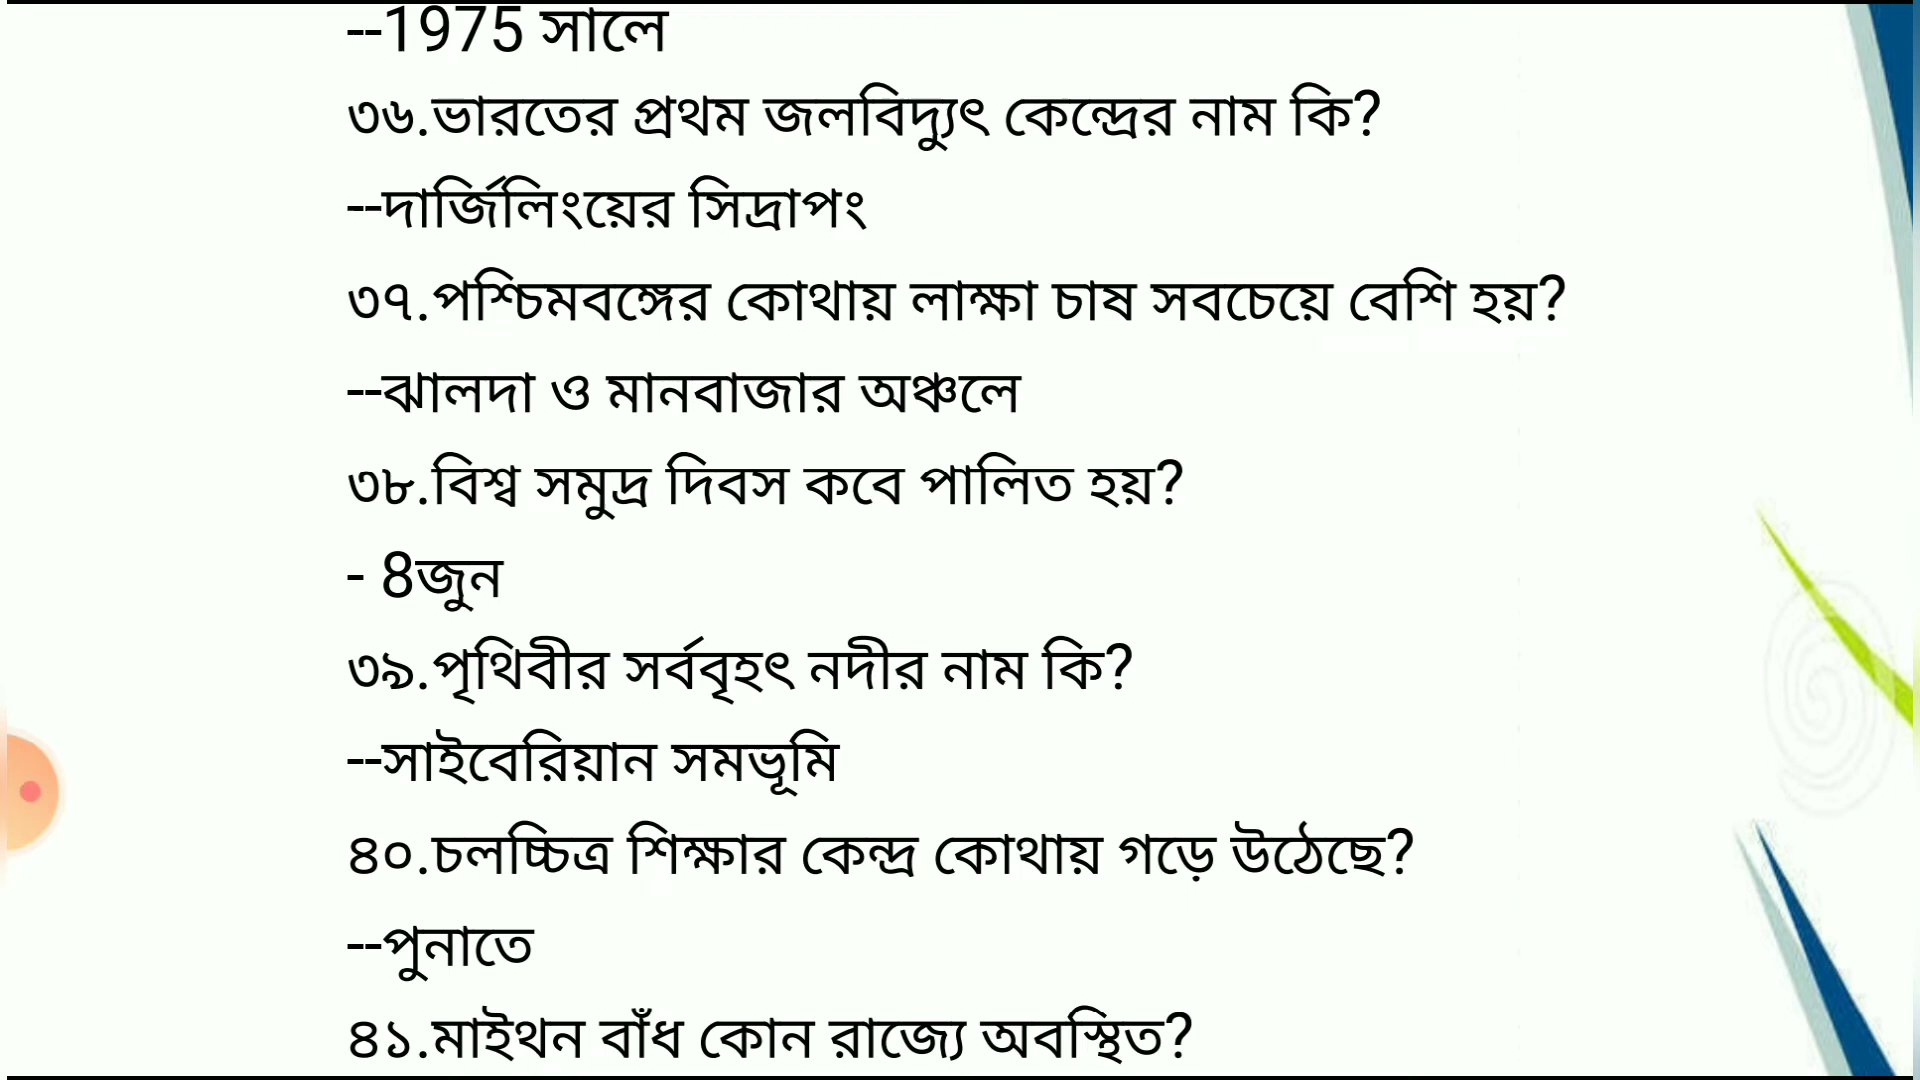 --1975 সালে
৩৬.ভারতের প্রথম জলবিদ্যুৎ কেন্দ্রের নাম কি?
--দার্জিলিংয়ের সিদ্রাপং
৩৭.পশ্চিমবঙ্গের কোথায় লাক্ষা চাষ সবচেয়ে বেশি হয়?
--ঝালদা ও মানবাজার অঞ্চলে
৩৮.বিশ্ব সমুদ্র দিবস কবে পালিত হয়?
- 8জুন
৩৯.পৃথিবীর সর্ববৃহৎ নদীর নাম কি?
--সাইবেরিয়ান সমভূমি
৪০.চলচ্চিত্র শিক্ষার কেন্দ্র কোথায় গড়ে উঠেছে?
--পুনাতে
৪১.মাইথন বাঁধ কোন রাজ্যে অবস্থিত?